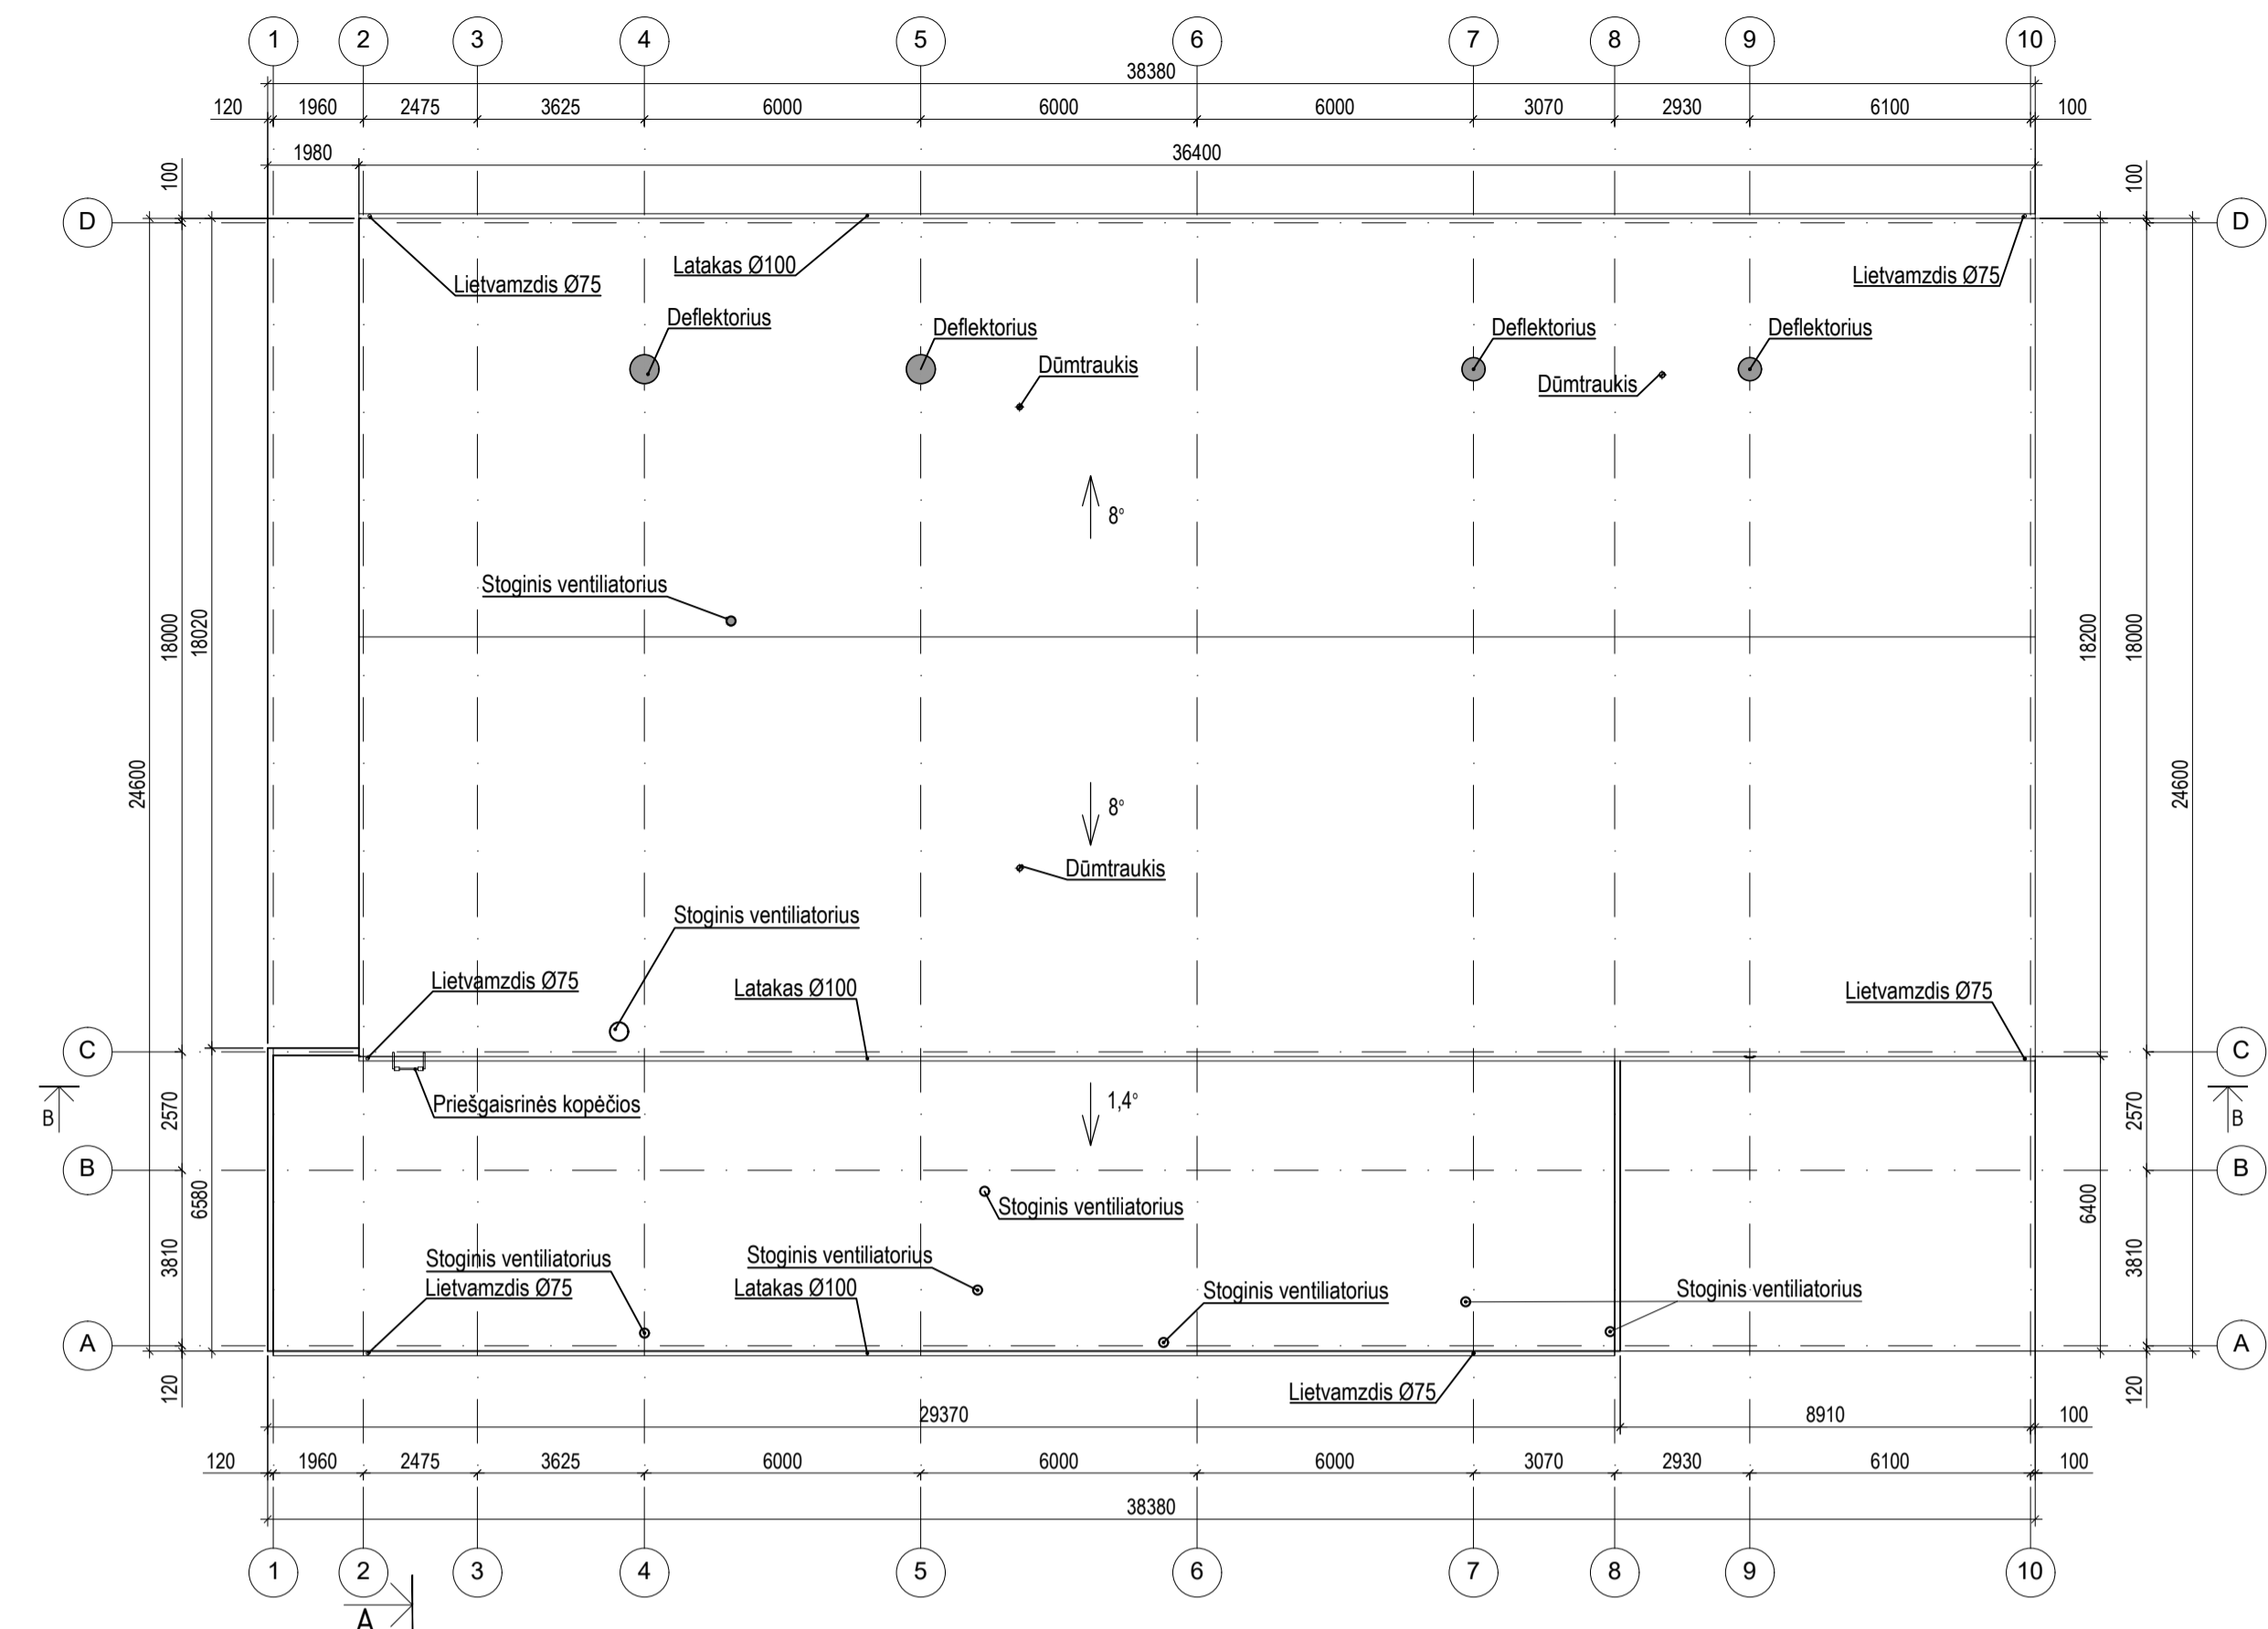 1 2 3 4 5 6 7 8 9 10
38380
120 1960 2475 3625 6000 6000 6000 3070 2930 6100 100
1980 36400
100 100
D D
Lietvamzdis Ø75
Latakas Ø100
Lietvamzdis Ø75
Deflektorius
Deflektorius
Deflektorius
Deflektorius
Dūmtraukis
Dūmtraukis
8°
Stoginis ventiliatorius
24600 18000 18020
18200 18000 24600
8°
Dūmtraukis
Stoginis ventiliatorius
Lietvamzdis Ø75
Latakas Ø100
Lietvamzdis Ø75
C C
B B
Priešgaisrinės kopėčios
1,4°
2570 2570
B B
6580 6400
Stoginis ventiliatorius
Stoginis ventiliatorius
Stoginis ventiliatorius
Lietvamzdis Ø75
Latakas Ø100
Stoginis ventiliatorius
Stoginis ventiliatorius
3810 3810
A A
120 120
Lietvamzdis Ø75
29370 8910 100
120 1960 2475 3625 6000 6000 6000 3070 2930 6100 100
38380
1 2 3 4 5 6 7 8 9 10
A